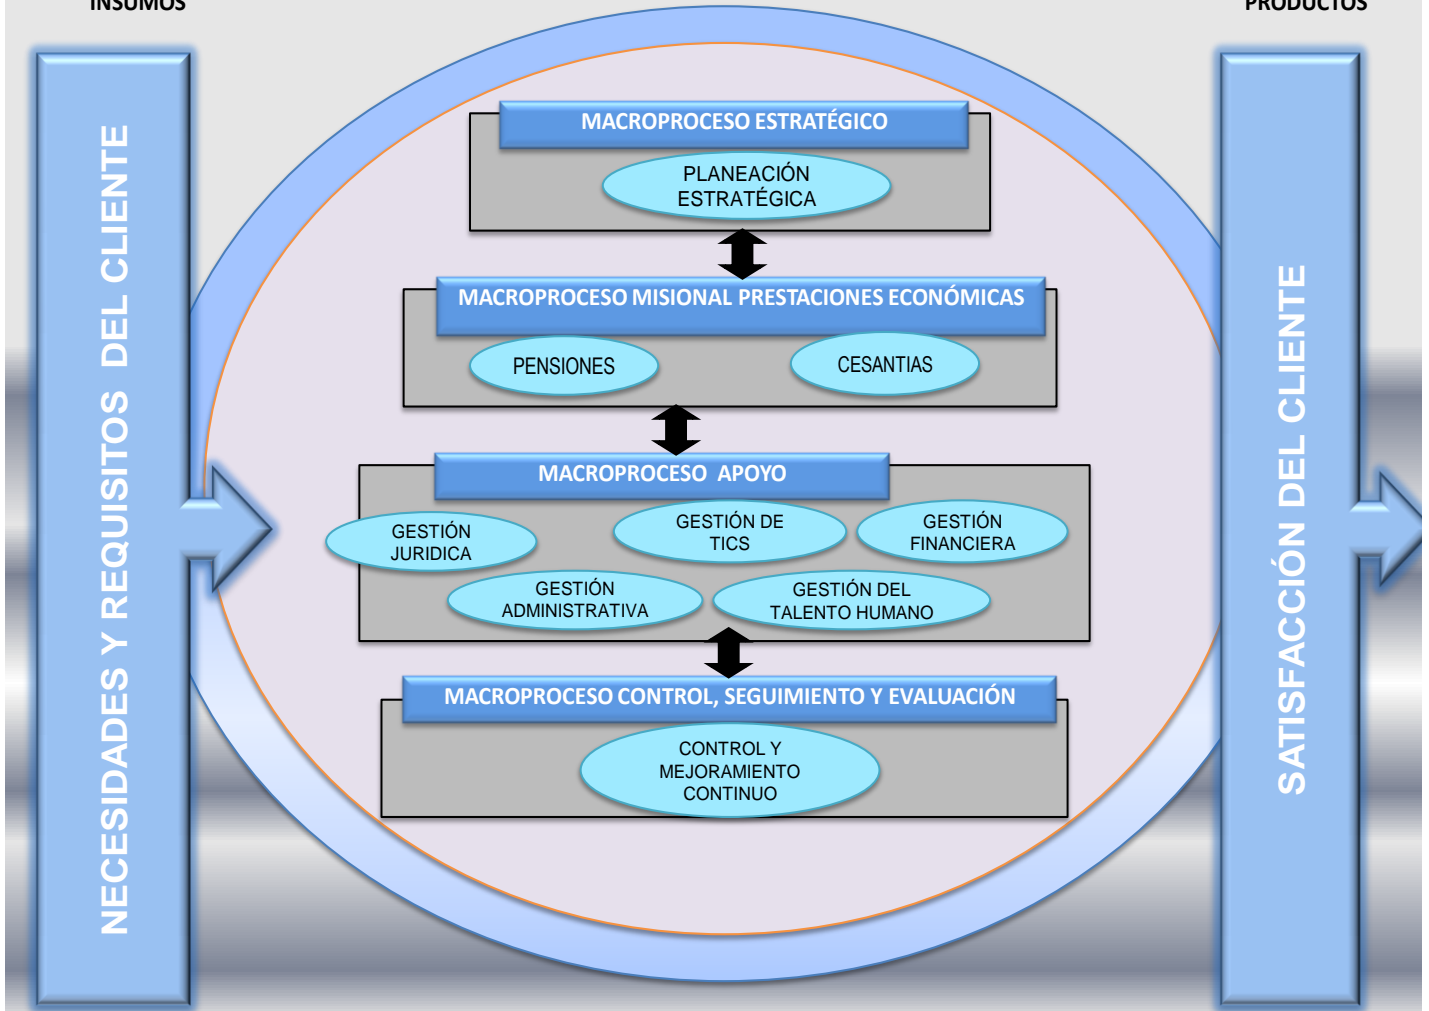 INSUMOS
PRODUCTOS
NECESIDADES Y REQUISITOS DEL CLIENTE
MACROPROCESO ESTRATÉGICO
PLANEACIÓN
ESTRATÉGICA
MACROPROCESO MISIONAL PRESTACIONES ECONÓMICAS
PENSIONES
CESANTIAS
MACROPROCESO APOYO
GESTIÓN
JURIDICA
GESTIÓN DE
TICS
GESTIÓN
FINANCIERA
GESTIÓN
ADMINISTRATIVA
GESTIÓN DEL
TALENTO HUMANO
MACROPROCESO CONTROL, SEGUIMIENTO Y EVALUACIÓN
CONTROL Y
MEJORAMIENTO
CONTINUO
SATISFACCIÓN DEL CLIENTE